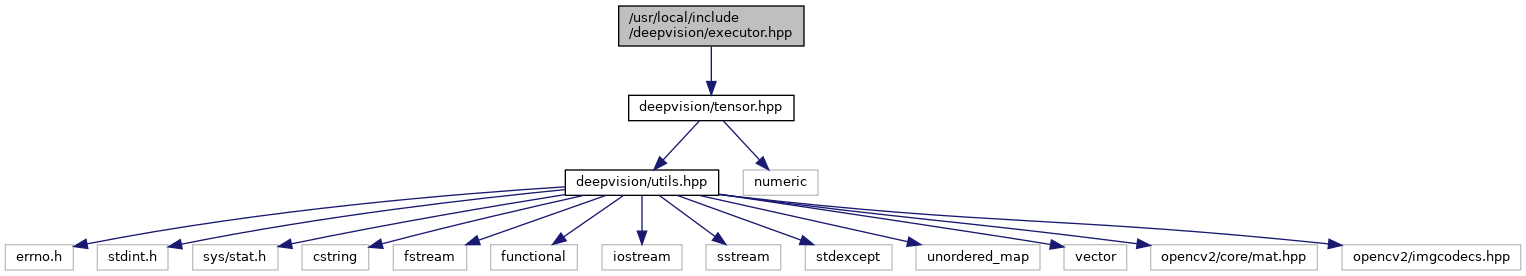 /usr/local/include
/deepvision/executor.hpp
deepvision/tensor.hpp
deepvision/utils.hpp
numeric
errno.h
stdint.h
sys/stat.h
cstring
fstream
functional
iostream
sstream
stdexcept
unordered_map
vector
opencv2/core/mat.hpp
opencv2/imgcodecs.hpp